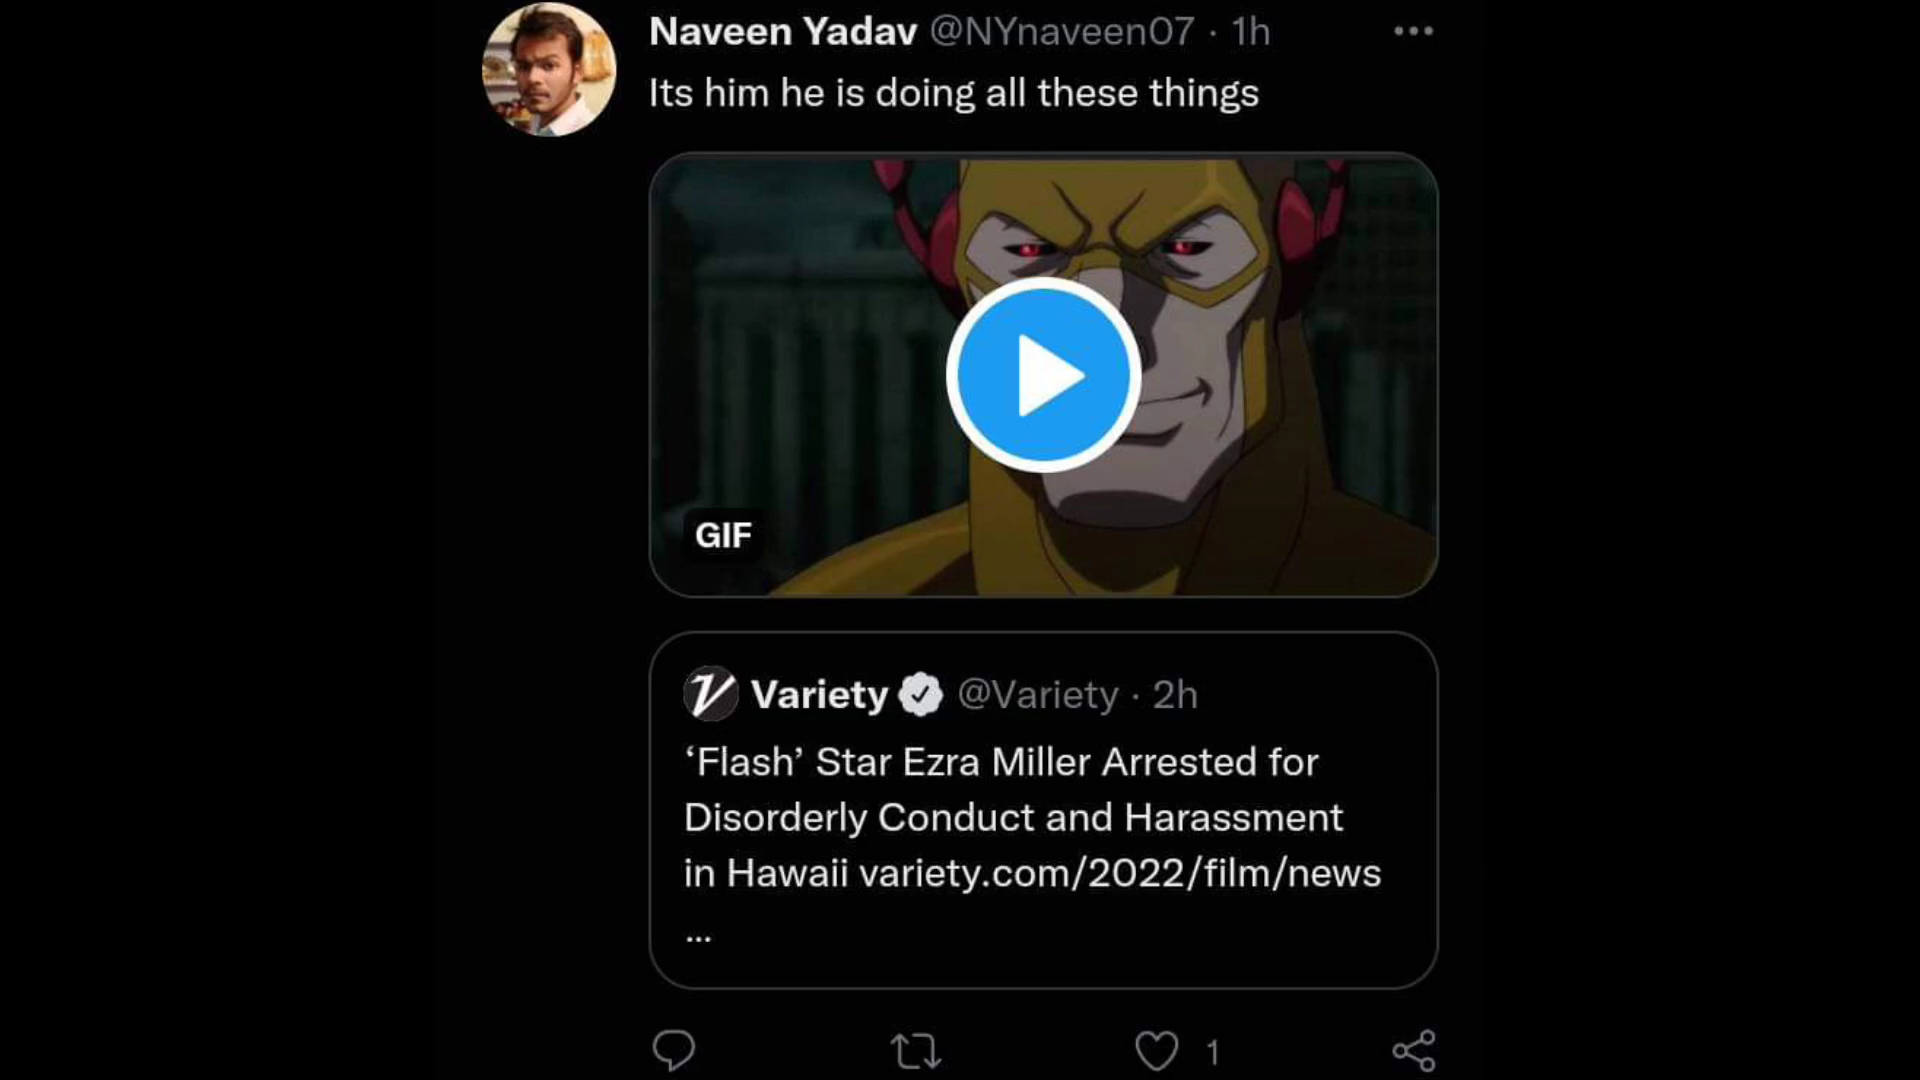 Naveen Yadav @NYnaveen07 · 1h
Its him he is doing all these things
GIF
Variety @Variety · 2h
‘Flash’ Star Ezra Miller Arrested for
Disorderly Conduct and Harassment
in Hawaii variety.com/2022/film/news
...
1